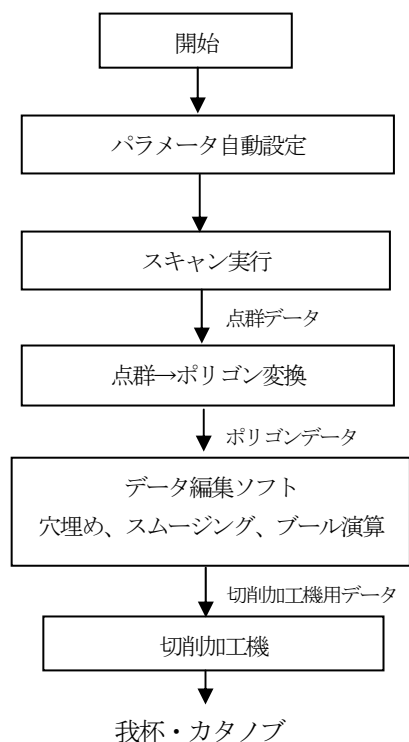 開始
パラメータ自動設定
スキャン実行
点群データ
点群→ポリゴン変換
ポリゴンデータ
データ編集ソフト
穴埋め、スムージング、ブール演算
切削加工機用データ
切削加工機
我杯・カタノブ